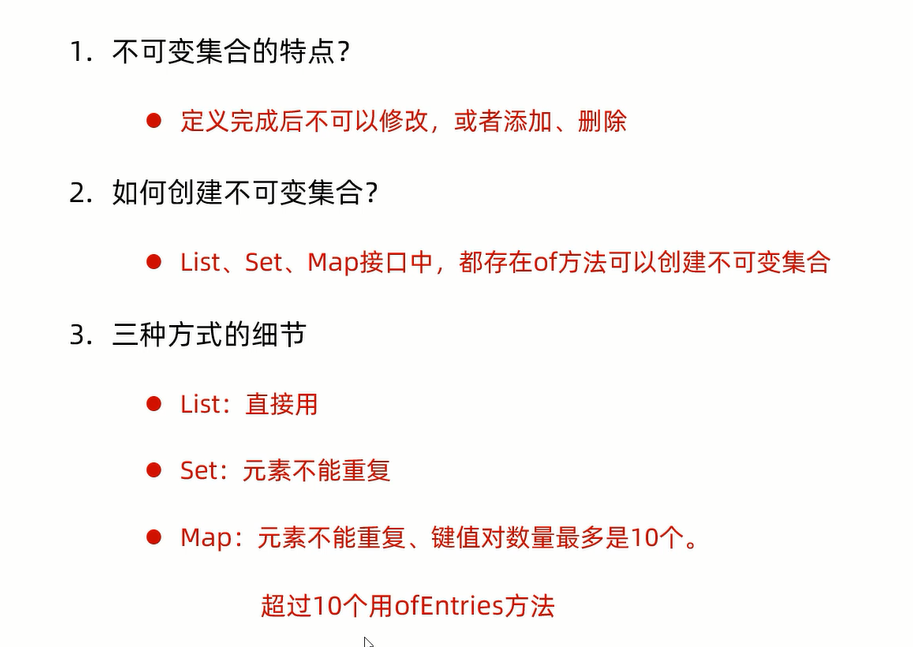 1. 不可变集合的特点？
● 定义完成后不可以修改，或者添加、删除
2. 如何创建不可变集合？
● List、Set、Map接口中，都存在of方法可以创建不可变集合
3. 三种方式的细节
● List：直接用
● Set：元素不能重复
● Map：元素不能重复、键值对数量最多是10个。
超过10个用ofEntries方法